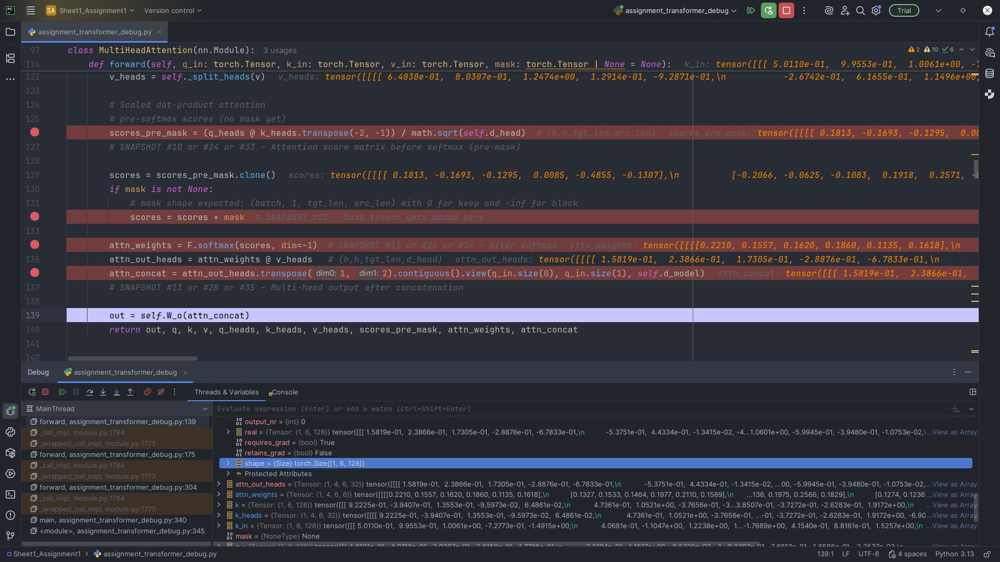 PC SA Sheet1_Assignment1 Version control assignment_transformer_debug Trial
assignment_transformer_debug.py
97 class MultiHeadAttention(nn.Module): 3 usages 2 10 6
114 def forward(self, q_in: torch.Tensor, k_in: torch.Tensor, v_in: torch.Tensor, mask: torch.Tensor | None = None): k_in: tensor([[[ 5.0110e-01, 9.9553e-01, 1.0061e+00, -7
122 v_heads = self._split_heads(v) v_heads: tensor([[[[ 6.4838e-01, 8.0307e-01, 1.2474e+00, 1.2914e-01, -9.2871e-01,\n -2.6742e-01, 6.1655e-01, 1.1496e+00,
123
124 # Scaled dot-product attention
125 # pre-softmax scores (no mask yet)
scores_pre_mask = (q_heads @ k_heads.transpose(-2, -1)) / math.sqrt(self.d_head) # (b,h,tgt_len,src_len) scores_pre_mask: tensor([[[[ 0.1813, -0.1693, -0.1295, 0.00
127 # SNAPSHOT #10 or #24 or #33 – Attention score matrix before softmax (pre-mask)
128
129 scores = scores_pre_mask.clone() scores: tensor([[[[ 0.1813, -0.1693, -0.1295, 0.0085, -0.4855, -0.1307],\n [-0.2066, -0.0625, -0.1083, 0.1918, 0.2571,
130 if mask is not None:
131 # mask shape expected: (batch, 1, tgt_len, src_len) with 0 for keep and -inf for block
scores = scores + mask # SNAPSHOT #25 – Mask tensor gets added here
133
attn_weights = F.softmax(scores, dim=-1) # SNAPSHOT #11 or #26 or #34 – After softmax attn_weights: tensor([[[[0.2210, 0.1557, 0.1620, 0.1860, 0.1135, 0.1618],\n
135 attn_out_heads = attn_weights @ v_heads # (b,h,tgt_len,d_head) attn_out_heads: tensor([[[[ 1.5819e-01, 2.3866e-01, 1.7305e-01, -2.8876e-01, -6.7833e-01,\n
attn_concat = attn_out_heads.transpose( dim0: 1, dim1: 2).contiguous().view(q_in.size(0), q_in.size(1), self.d_model) attn_concat: tensor([[[ 1.5819e-01, 2.3866e-01,
137 # SNAPSHOT #13 or #28 or #35 – Multi-head output after concatenation
138
139 out = self.W_o(attn_concat)
140 return out, q, k, v, q_heads, k_heads, v_heads, scores_pre_mask, attn_weights, attn_concat
141
142
Debug assignment_transformer_debug
Threads & Variables Console
MainThread
Evaluate expression (Enter) or add a watch (Ctrl+Shift+Enter)
forward, assignment_transformer_debug.py:139
_call_impl, module.py:1784
_wrapped_call_impl, module.py:1773
forward, assignment_transformer_debug.py:175
_call_impl, module.py:1784
_wrapped_call_impl, module.py:1773
forward, assignment_transformer_debug.py:304
_call_impl, module.py:1784
_wrapped_call_impl, module.py:1773
main, assignment_transformer_debug.py:340
<module>, assignment_transformer_debug.py:345
output_nr = {int} 0
real = {Tensor: (1, 6, 128)} tensor([[[ 1.5819e-01, 2.3866e-01, 1.7305e-01, -2.8876e-01, -6.7833e-01,\n -5.3751e-01, 4.4334e-01, -1.3415e-02, -4...1.0601e+00, -5.9945e-01, -3.9480e-01, -1.0753e-02,\...View as Array
requires_grad = {bool} True
retains_grad = {bool} False
shape = {Size} torch.Size([1, 6, 128])
Protected Attributes
attn_out_heads = {Tensor: (1, 4, 6, 32)} tensor([[[[ 1.5819e-01, 2.3866e-01, 1.7305e-01, -2.8876e-01, -6.7833e-01,\n -5.3751e-01, 4.4334e-01, -1.3415e-02, ...00, -5.9945e-01, -3.9480e-01, -1.0753e-02,...View as Array
attn_weights = {Tensor: (1, 4, 6, 6)} tensor([[[[0.2210, 0.1557, 0.1620, 0.1860, 0.1135, 0.1618],\n [0.1327, 0.1533, 0.1464, 0.1977, 0.2110, 0.1589],\n ...136, 0.1975, 0.2566, 0.1829],\n [0.1274, 0.1236...View as Array
k = {Tensor: (1, 6, 128)} tensor([[[ 9.2225e-01, -3.9407e-01, 1.3553e-01, -9.5973e-02, 6.4861e-02,\n 4.7361e-01, 1.0521e+00, -3.7656e-01, -3...3.8507e-01, -3.7272e-01, -2.6283e-01, 1.9172e+00,\n ...View as Array
k_heads = {Tensor: (1, 4, 6, 32)} tensor([[[[ 9.2225e-01, -3.9407e-01, 1.3553e-01, -9.5973e-02, 6.4861e-02,\n 4.7361e-01, 1.0521e+00, -3.7656e-01, ...-01, -3.7272e-01, -2.6283e-01, 1.9172e+00, -6.90...View as Array
k_in = {Tensor: (1, 6, 128)} tensor([[[ 5.0110e-01, 9.9553e-01, 1.0061e+00, -7.2773e-01, -1.4915e+00,\n 4.0681e-01, -1.1047e+00, 1.2238e+00, 1...-1.7689e+00, 4.1540e-01, 8.8161e-01, 1.5257e+00,\n ...View as Array
mask = {NoneType} None
Sheet1_Assignment1 > assignment_transformer_debug.py 139:1 LF UTF-8 4 spaces Python 3.13